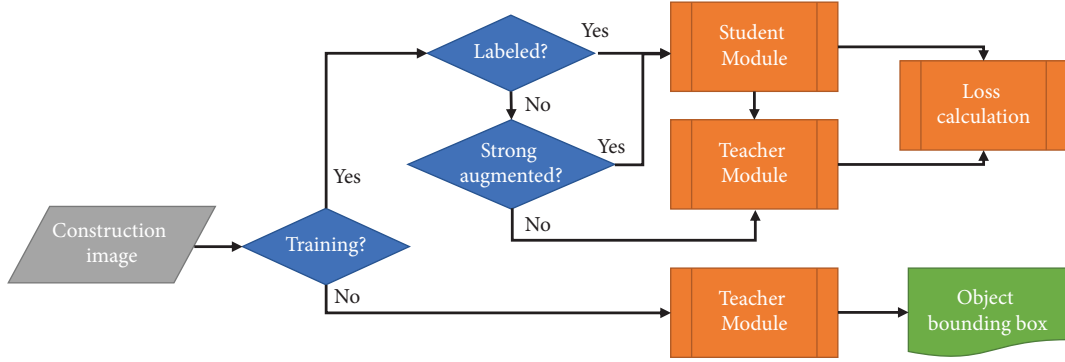 Construction
image
Training?
Yes
No
Labeled?
Yes
No
Strong
augmented?
Yes
No
Student
Module
Teacher
Module
Loss
calculation
Teacher
Module
Object
bounding box